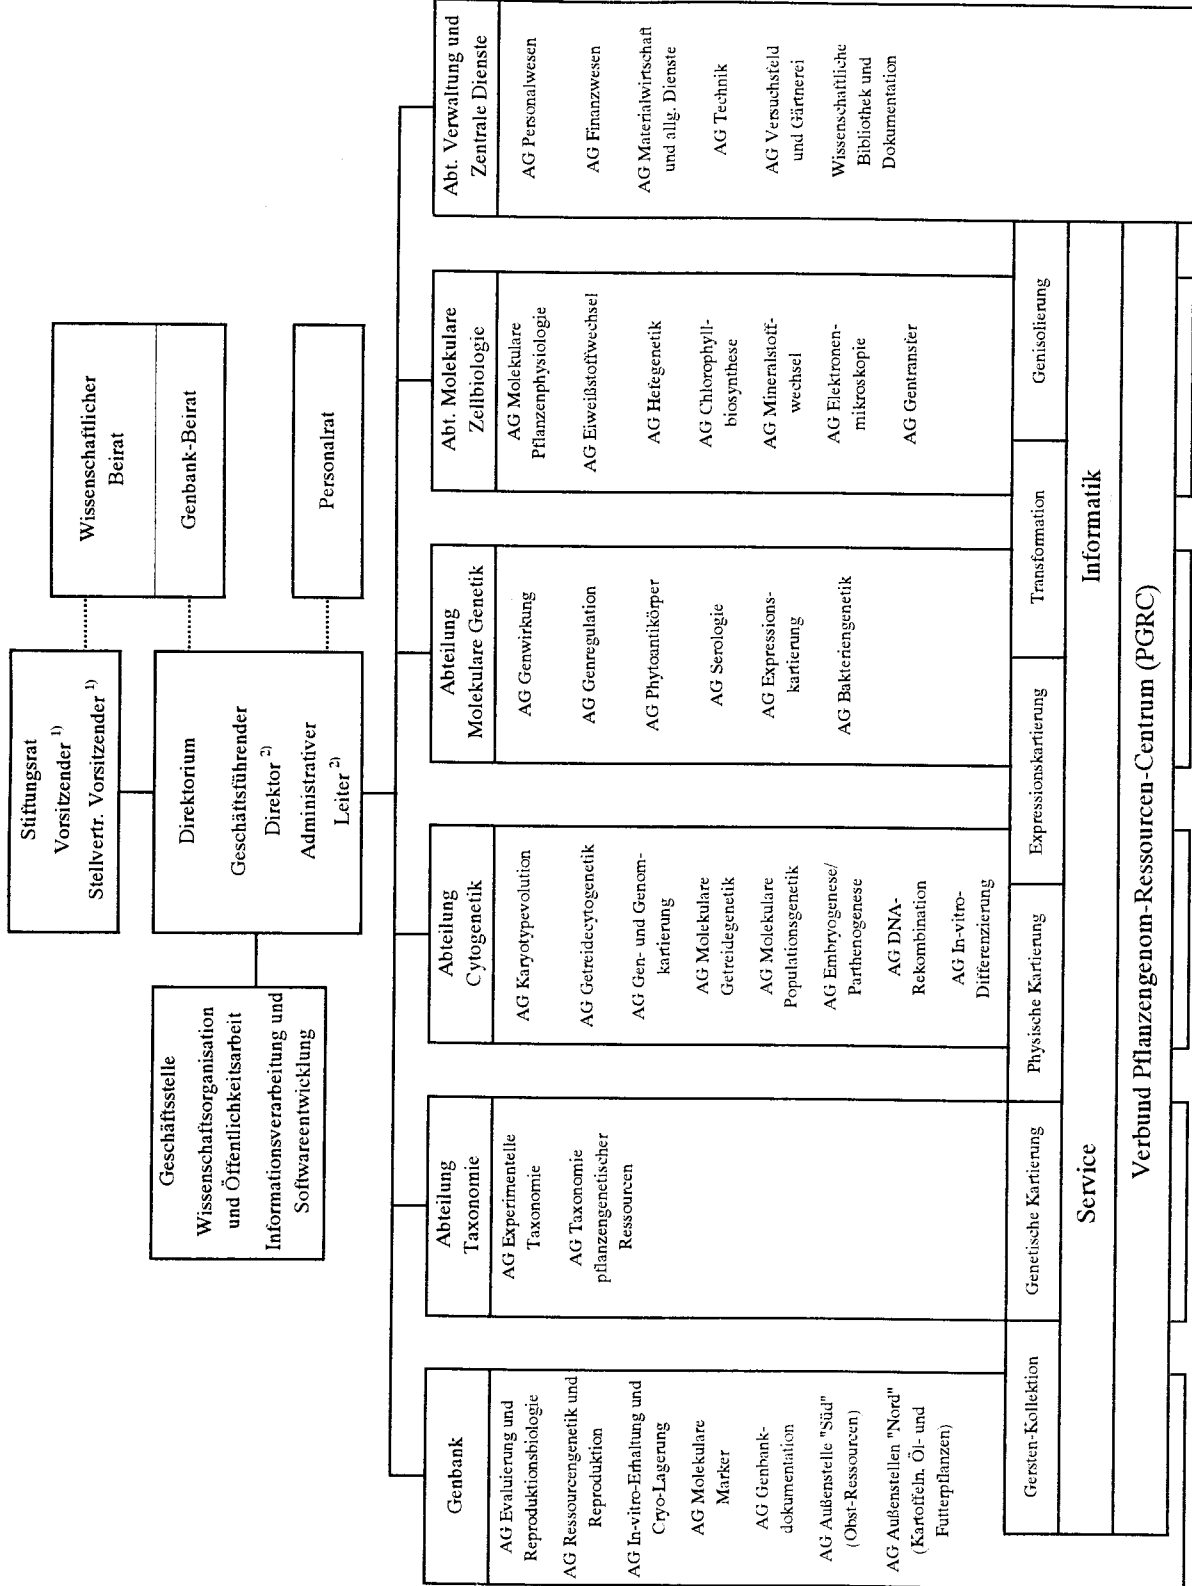 Stiftungsrat
Vorsitzender 1)
Stellvertr. Vorsitzender 1)
Wissenschaftlicher
Beirat
Genbank-Beirat
Direktorium
Geschäftsführender
Direktor 2)
Administrativer
Leiter 2)
Personalrat
Geschäftsstelle
Wissenschaftsorganisation
und Öffentlichkeitsarbeit
Informationsverarbeitung und
Softwareentwicklung
Genbank
AG Evaluierung und
Reproduktionsbiologie
AG Ressourcengenetik und
Reproduktion
AG In-vitro-Erhaltung und
Cryo-Lagerung
AG Molekulare
Marker
AG Genbank-
dokumentation
AG Außenstelle "Süd"
(Obst-Ressourcen)
AG Außenstellen "Nord"
(Kartoffeln, Öl- und
Futterpflanzen)
Abteilung
Taxonomie
AG Experimentelle
Taxonomie
AG Taxonomie
pflanzengenetischer
Ressourcen
Abteilung
Cytogenetik
AG Karyotypevolution
AG Getreidecytogenetik
AG Gen- und Genom-
kartierung
AG Molekulare
Getreidegenetik
AG Molekulare
Populationsgenetik
AG Embryogenese/
Parthenogenese
AG DNA-
Rekombination
AG In-vitro-
Differenzierung
Abteilung
Molekulare Genetik
AG Genwirkung
AG Genregulation
AG Phytoantikörper
AG Serologie
AG Expressions-
kartierung
AG Bakteriengenetik
Abt. Molekulare
Zellbiologie
AG Molekulare
Pflanzenphysiologie
AG Eiweißstoffwechsel
AG Hefegenetik
AG Chlorophyll-
biosynthese
AG Mineralstoff-
wechsel
AG Elektronen-
mikroskopie
AG Gentransfer
Abt. Verwaltung und
Zentrale Dienste
AG Personalwesen
AG Finanzwesen
AG Materialwirtschaft
und allg. Dienste
AG Technik
AG Versuchsfeld
und Gärtnerei
Wissenschaftliche
Bibliothek und
Dokumentation
Gersten-Kollektion
Genetische Kartierung
Physische Kartierung
Expressionskartierung
Transformation
Genisolierung
Service
Informatik
Verbund Pflanzengenom-Ressourcen-Centrum (PGRC)